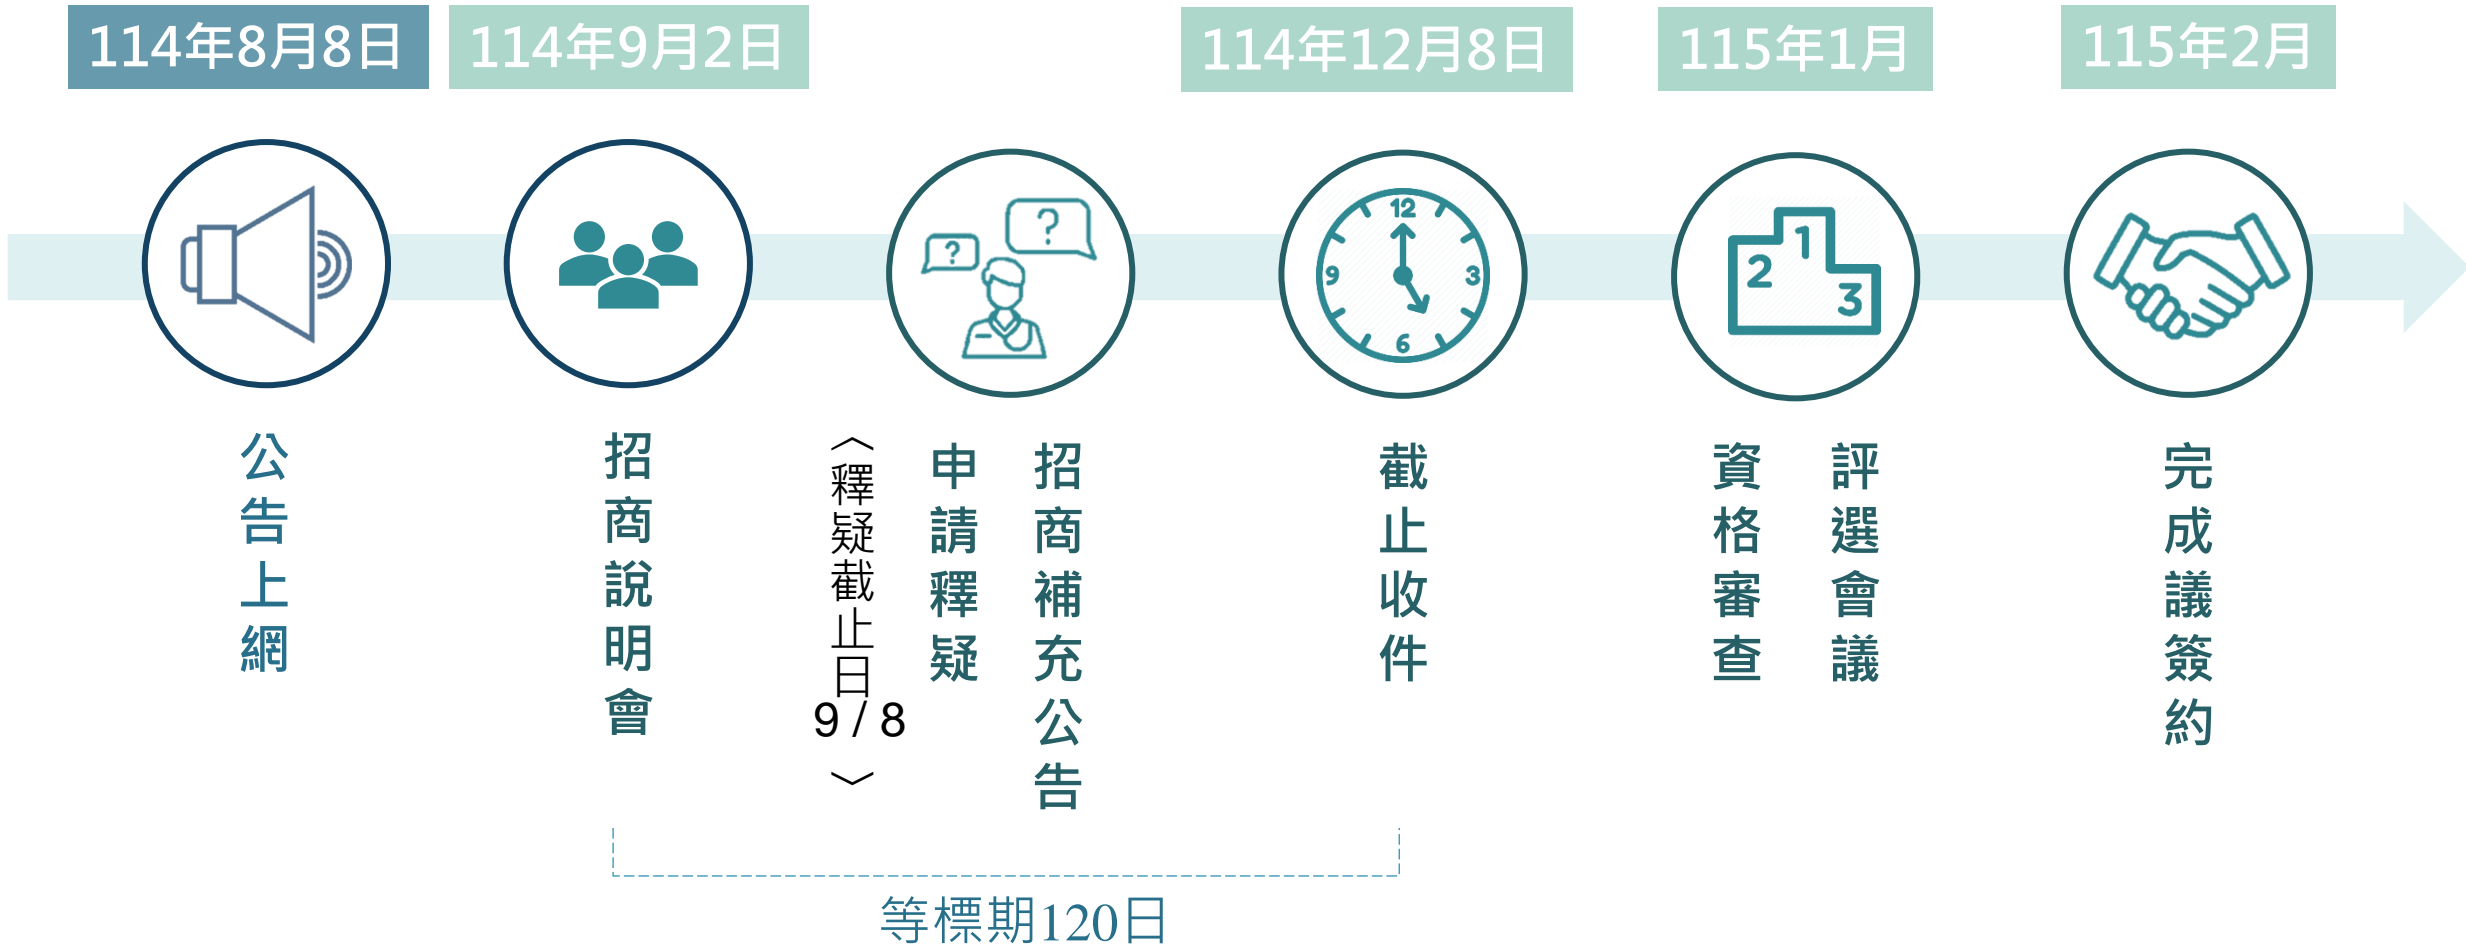 114年8月8日
114年9月2日
114年12月8日
115年1月
115年2月
?
?
12
3
6
9
1
2
3
公告上網
招商說明會
招商補充公告
申請釋疑
〈釋疑截止日9/8〉
截止收件
評選會議
資格審查
完成議簽約
等標期120日